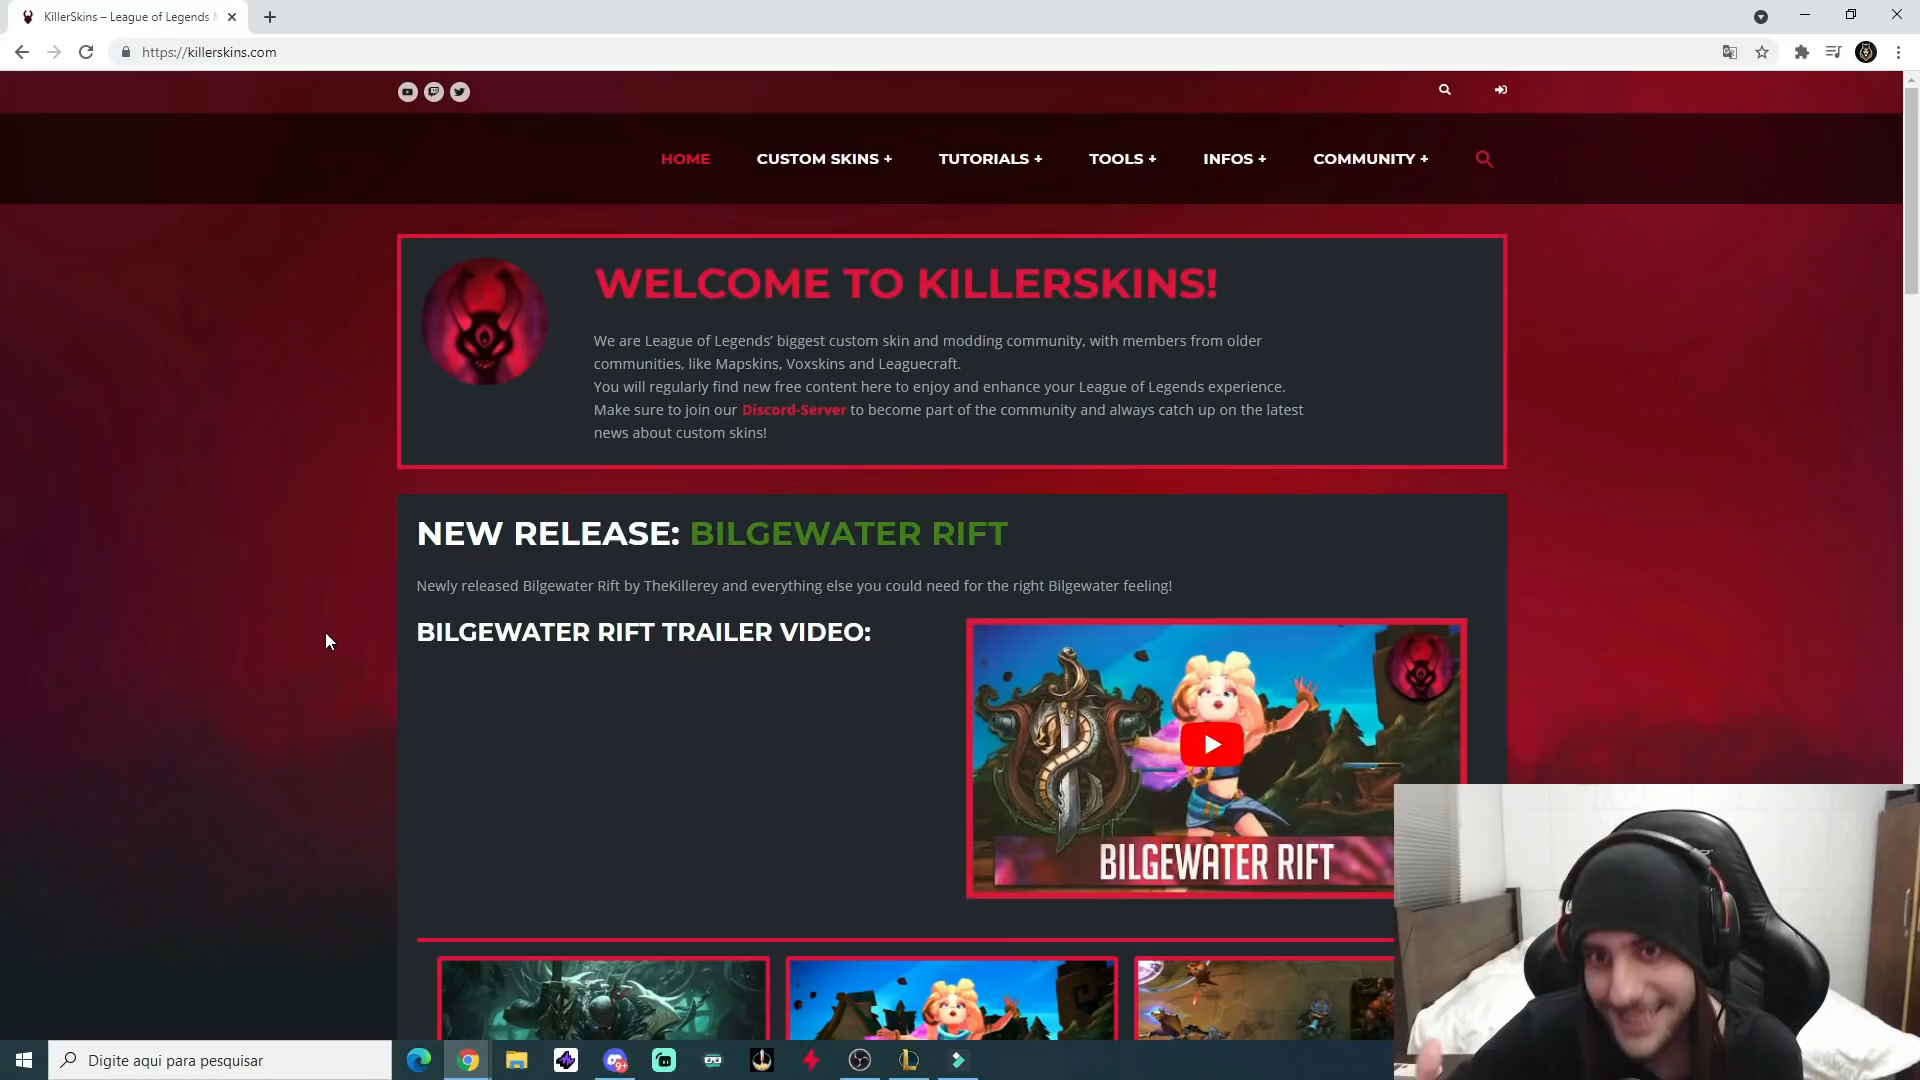 KillerSkins – League of Legends
https://killerskins.com
HOME
CUSTOM SKINS +
TUTORIALS +
TOOLS +
INFOS +
COMMUNITY +
WELCOME TO KILLERSKINS!
We are League of Legends’ biggest custom skin and modding community, with members from older
communities, like Mapskins, Voxskins and Leaguecraft.
You will regularly find new free content here to enjoy and enhance your League of Legends experience.
Make sure to join our Discord-Server to become part of the community and always catch up on the latest
news about custom skins!
NEW RELEASE: BILGEWATER RIFT
Newly released Bilgewater Rift by TheKillerey and everything else you could need for the right Bilgewater feeling!
BILGEWATER RIFT TRAILER VIDEO:
BILGEWATER RIFT
Digite aqui para pesquisar
9+